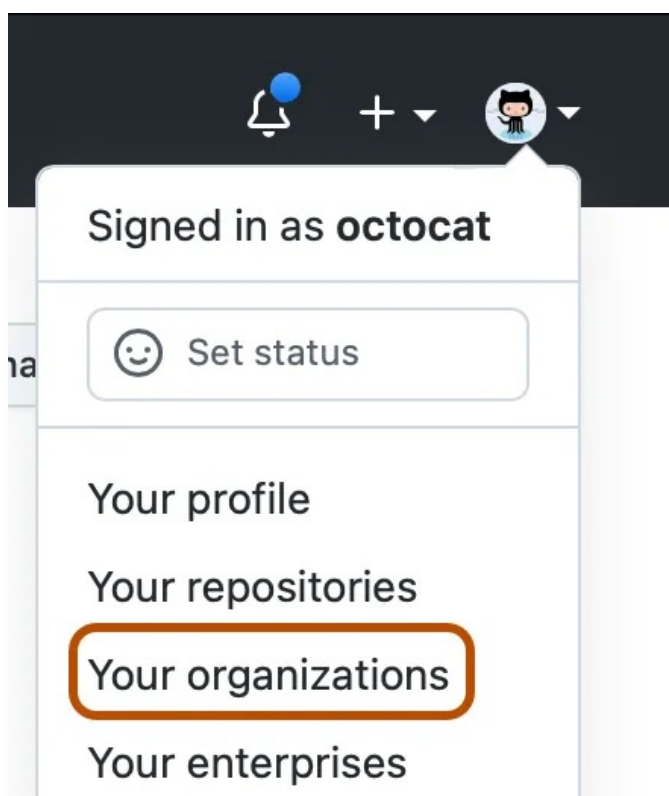 Signed in as octocat
Set status
Your profile
Your repositories
Your organizations
Your enterprises